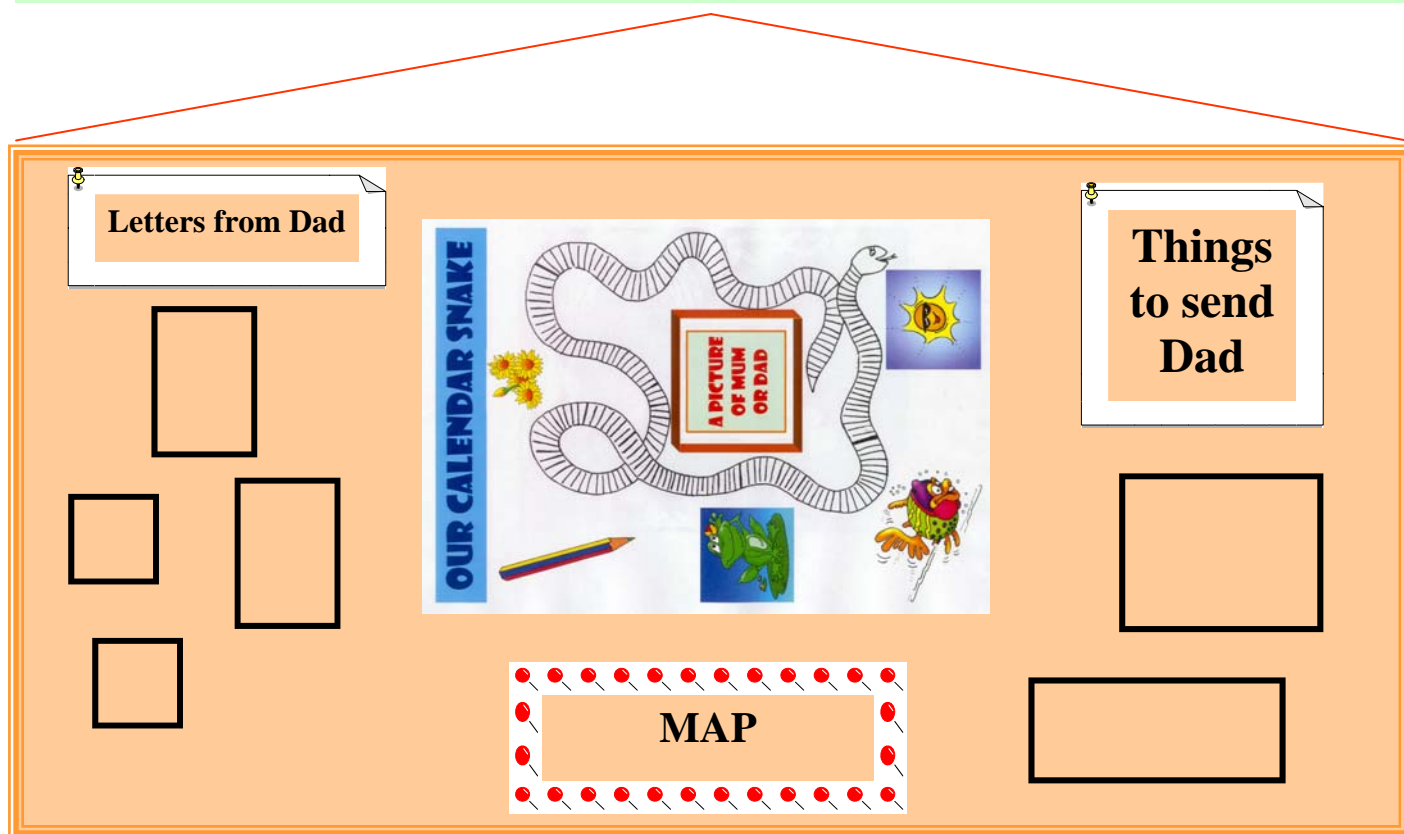 Letters from Dad
OUR CALENDAR SNAKE
A PICTURE
OF MUM
OR DAD
Things
to send
Dad
MAP